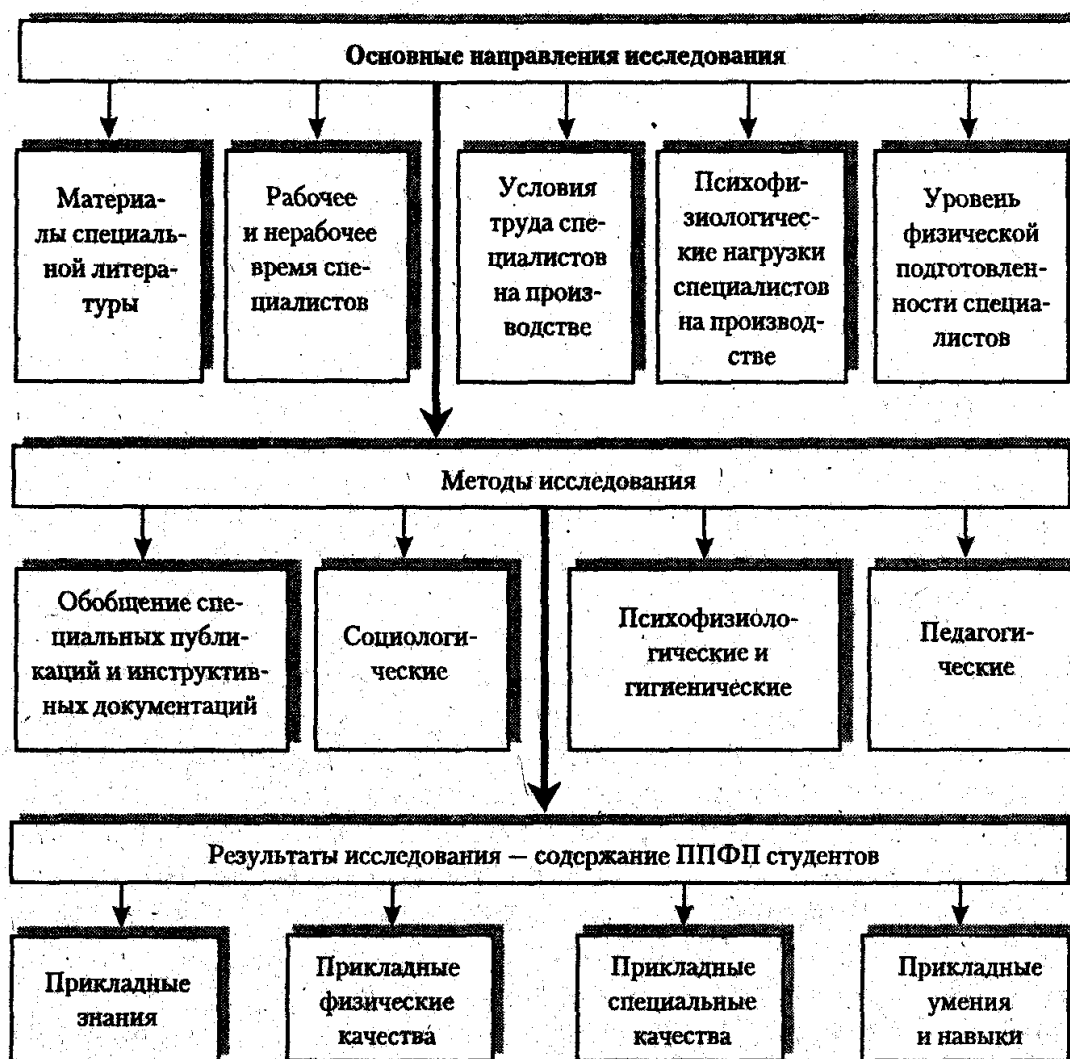 Основные направления исследования
Материа-
лы специаль-
ной литера-
туры
Рабочее
и нерабочее
время спе-
циалистов
Условия
труда спе-
циалистов
на произ-
водстве
Психофи-
зиологичес-
кие нагрузки
специалистов
на производ-
стве
Уровень
физической
подготовлен-
ности специа-
листов
Методы исследования
Обобщение спе-
циальных публи-
каций и инструктив-
ных документаций
Социологи-
ческие
Психофизиоло-
гические и
гигиенические
Педагоги-
ческие
Результаты исследования — содержание ППФП студентов
Прикладные
знания
Прикладные
физические
качества
Прикладные
специальные
качества
Прикладные
умения
и навыки